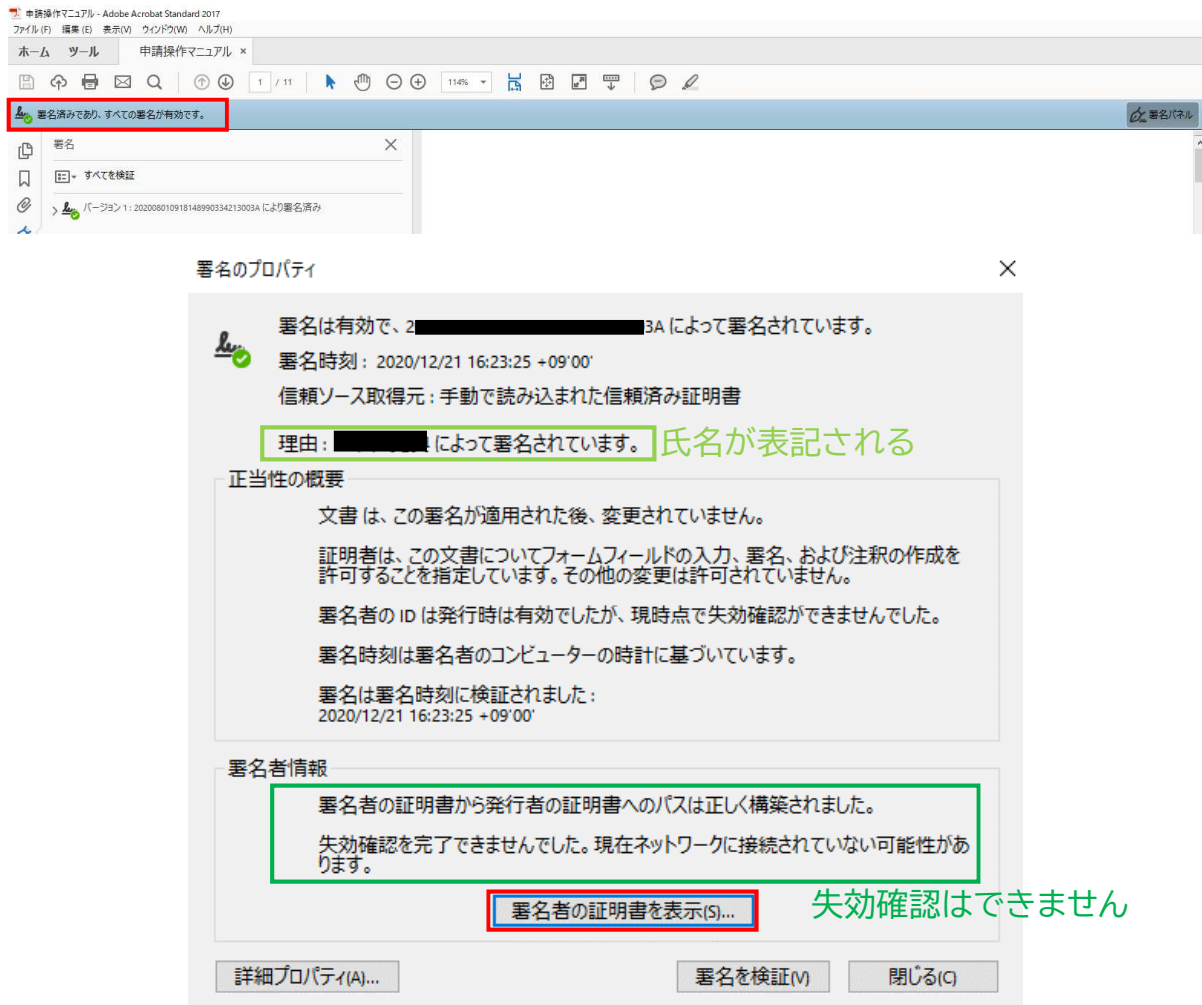 申請操作マニュアル - Adobe Acrobat Standard 2017
ファイル(F) 編集(E) 表示(V) ウィンドウ(W) ヘルプ(H)
ホーム ツール 申請操作マニュアル ×
1 / 11 114%
署名済みであり、すべての署名が有効です。 署名パネル
署名
すべてを検証
バージョン 1 : 202008010918148990334213003A により署名済み
署名のプロパティ
署名は有効で、2 3A によって署名されています。
署名時刻 : 2020/12/21 16:23:25 +09'00'
信頼ソース取得元 : 手動で読み込まれた信頼済み証明書
理由 : によって署名されています。 氏名が表記される
正当性の概要
文書 は、この署名が適用された後、変更されていません。
証明者は、この文書についてフォームフィールドの入力、署名、および注釈の作成を
許可することを指定しています。その他の変更は許可されていません。
署名者の ID は発行時は有効でしたが、現時点で失効確認ができませんでした。
署名時刻は署名者のコンピューターの時計に基づいています。
署名は署名時刻に検証されました :
2020/12/21 16:23:25 +09'00'
署名者情報
署名者の証明書から発行者の証明書へのパスは正しく構築されました。
失効確認を完了できませんでした。現在ネットワークに接続されていない可能性があ
ります。
署名者の証明書を表示(S)... 失効確認はできません
詳細プロパティ(A)... 署名を検証(V) 閉じる(C)